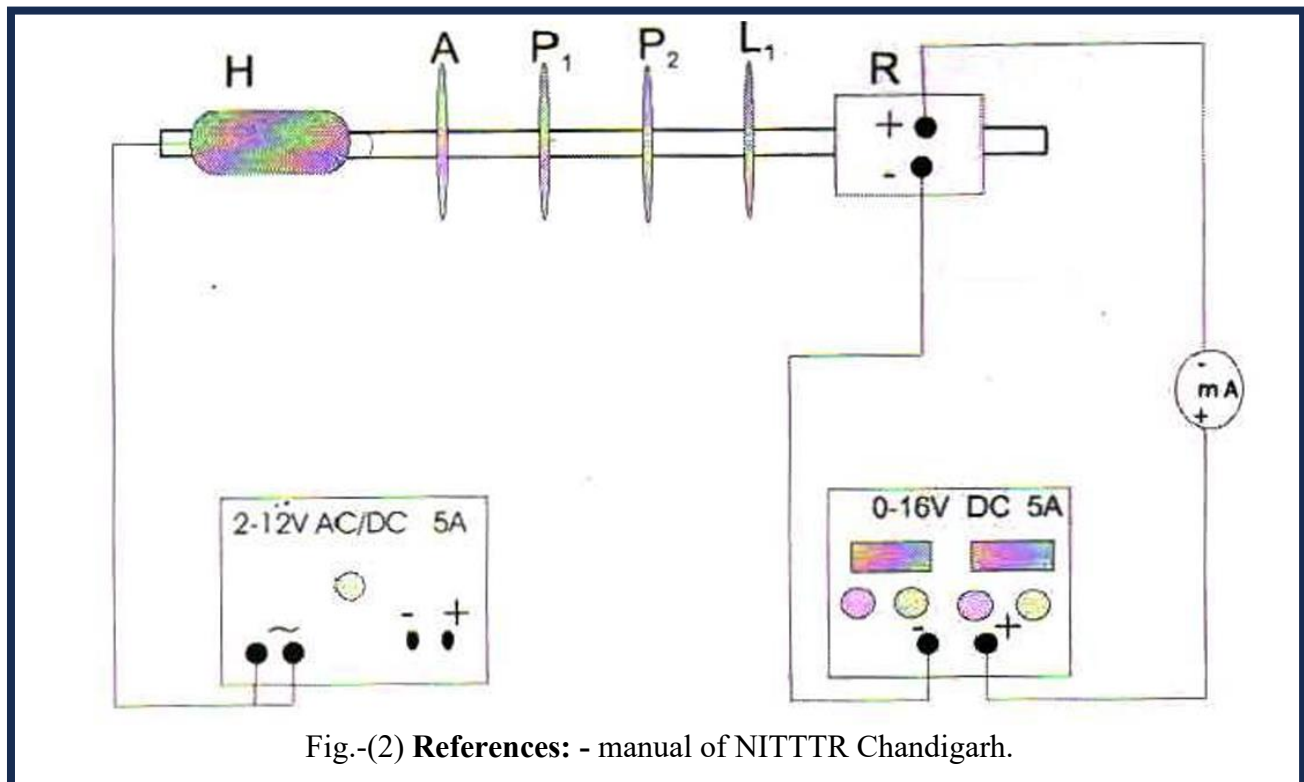 H
A
P₁
P₂
L₁
R
+
-
-
mA
+
2-12V AC/DC 5A
~
- +
0-16V DC 5A
- +
Fig.-(2) References: - manual of NITTTR Chandigarh.